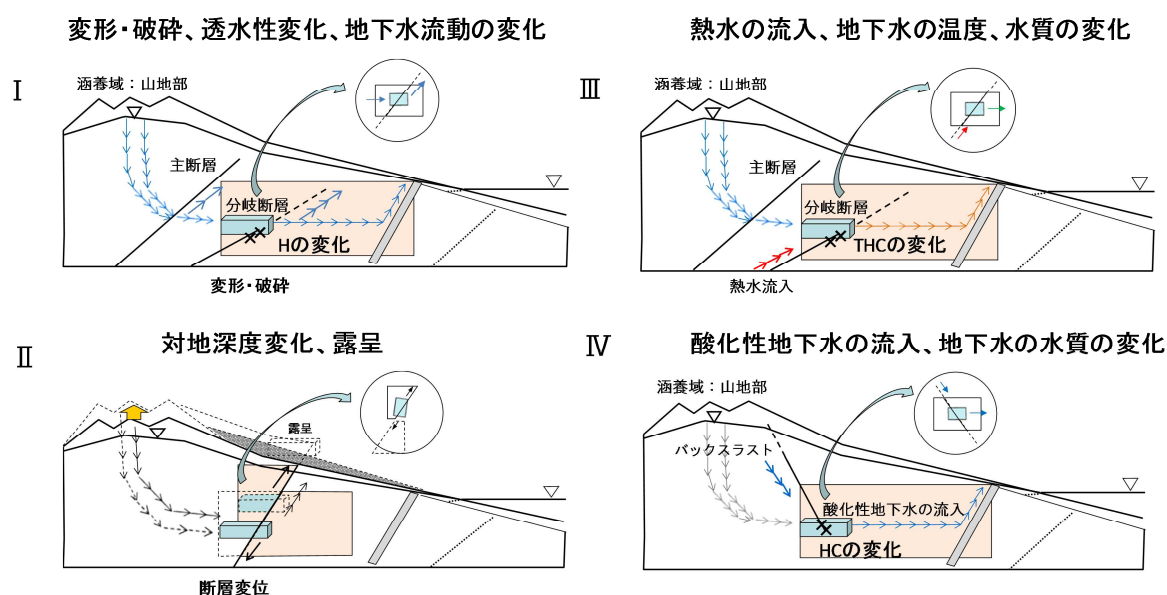 変形・破砕、透水性変化、地下水流動の変化
Ⅰ
涵養域：山地部
主断層
分岐断層
Hの変化
変形・破砕
熱水の流入、地下水の温度、水質の変化
Ⅲ
涵養域：山地部
主断層
分岐断層
THCの変化
熱水流入
対地深度変化、露呈
Ⅱ
露呈
断層変位
酸化性地下水の流入、地下水の水質の変化
Ⅳ
涵養域：山地部
バックスラスト
酸化性地下水の流入
HCの変化